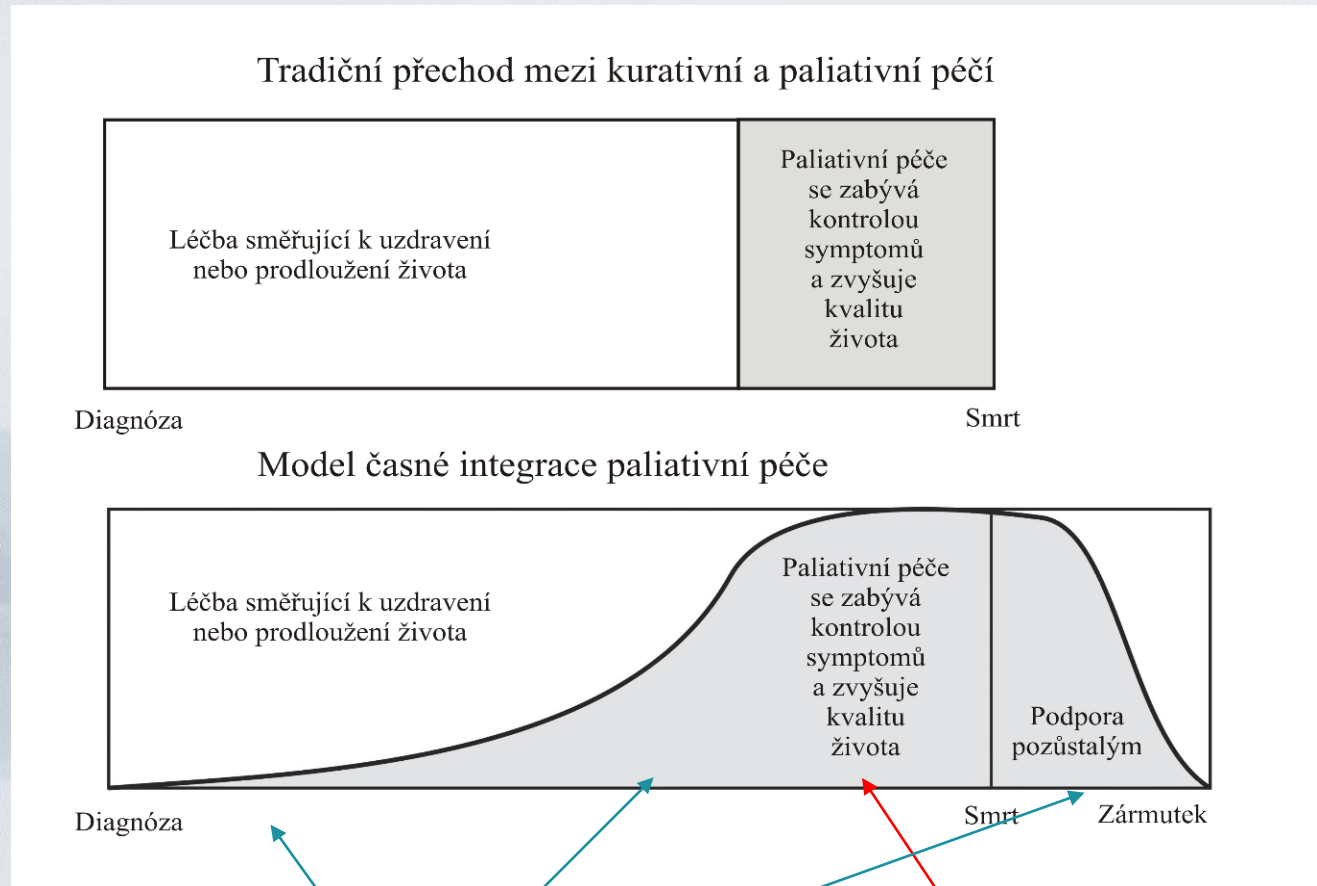 Tradiční přechod mezi kurativní a paliativní péčí
Léčba směřující k uzdravení
nebo prodloužení života
Paliativní péče
se zabývá
kontrolou
symptomů
a zvyšuje
kvalitu
života
Diagnóza
Smrt
Model časné integrace paliativní péče
Léčba směřující k uzdravení
nebo prodloužení života
Paliativní péče
se zabývá
kontrolou
symptomů
a zvyšuje
kvalitu
života
Podpora
pozůstalým
Diagnóza
Smrt
Zármutek